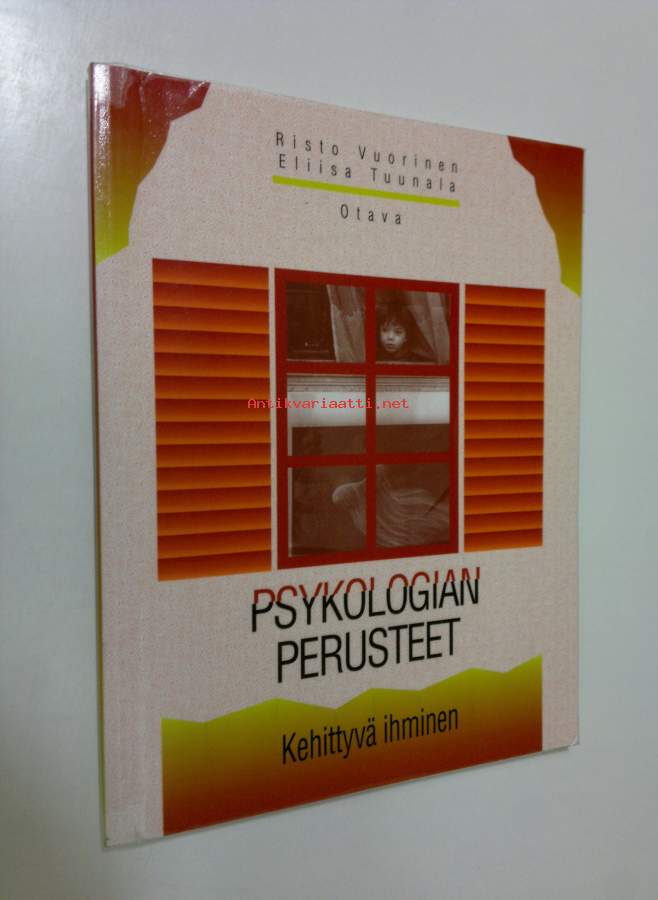 Risto Vuorinen
Eliisa Tuunala
Otava
Antikvariaatti.net
PSYKOLOGIAN
PERUSTEET
Kehittyvä ihminen